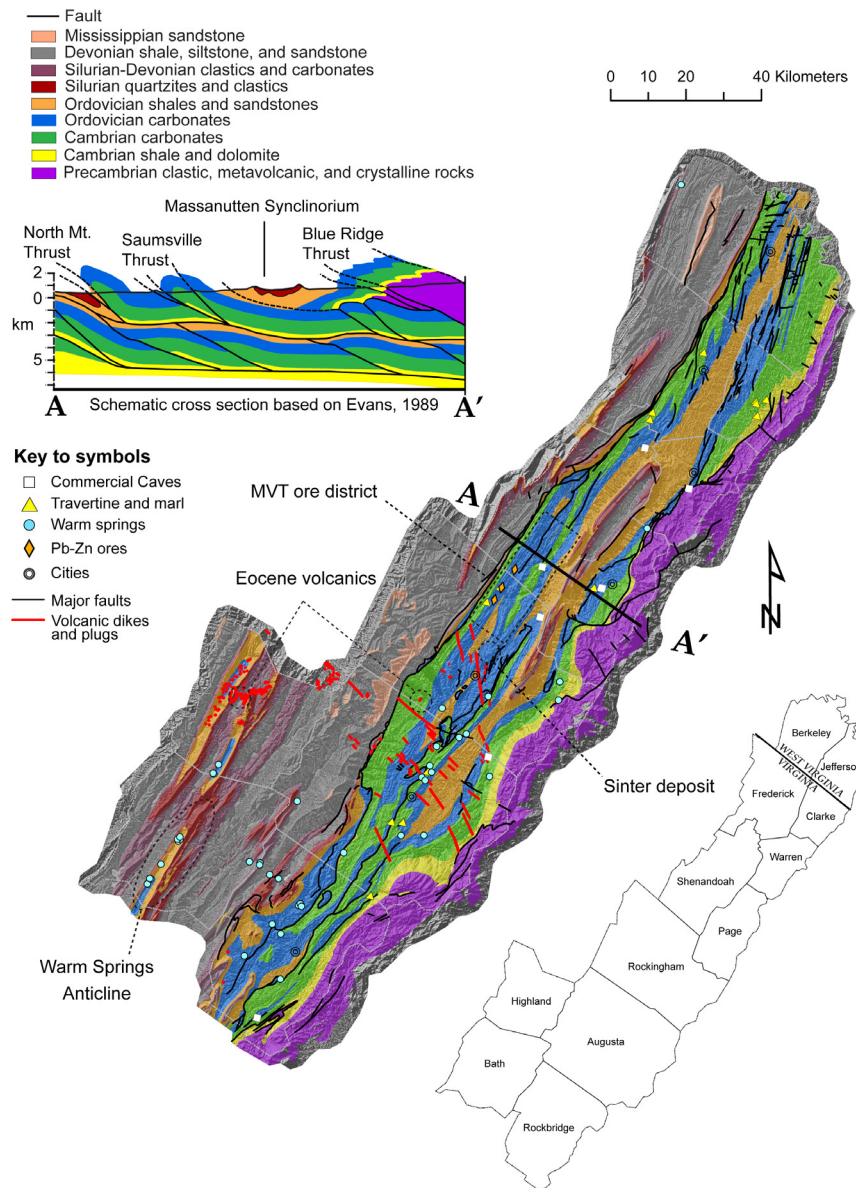 Fault
Mississippian sandstone
Devonian shale, siltstone, and sandstone
Silurian-Devonian clastics and carbonates
Silurian quartzites and clastics
Ordovician shales and sandstones
Ordovician carbonates
Cambrian carbonates
Cambrian shale and dolomite
Precambrian clastic, metavolcanic, and crystalline rocks
0 10 20 40 Kilometers
Massanutten Synclinorium
North Mt.
Thrust
Saumsville
Thrust
Blue Ridge
Thrust
2
0
km
5
A
Schematic cross section based on Evans, 1989
A′
Key to symbols
Commercial Caves
Travertine and marl
Warm springs
Pb-Zn ores
Cities
Major faults
Volcanic dikes
and plugs
MVT ore district
A
Eocene volcanics
A′
N
Sinter deposit
Warm Springs
Anticline
Berkeley
Jefferso
WEST VIRGINIA
VIRGINIA
Frederick
Clarke
Warren
Shenandoah
Page
Rockingham
Highland
Augusta
Bath
Rockbridge